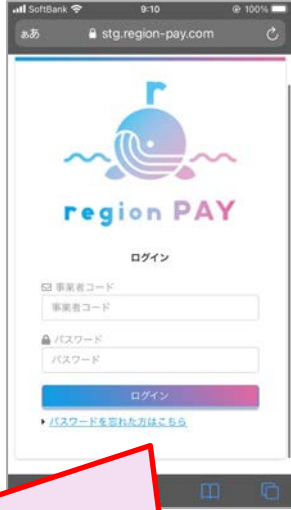 SoftBank 9:10 100%
ああ stg.region-pay.com
r
region PAY
ログイン
事業者コード
事業者コード
パスワード
パスワード
ログイン
パスワードを忘れた方はこちら